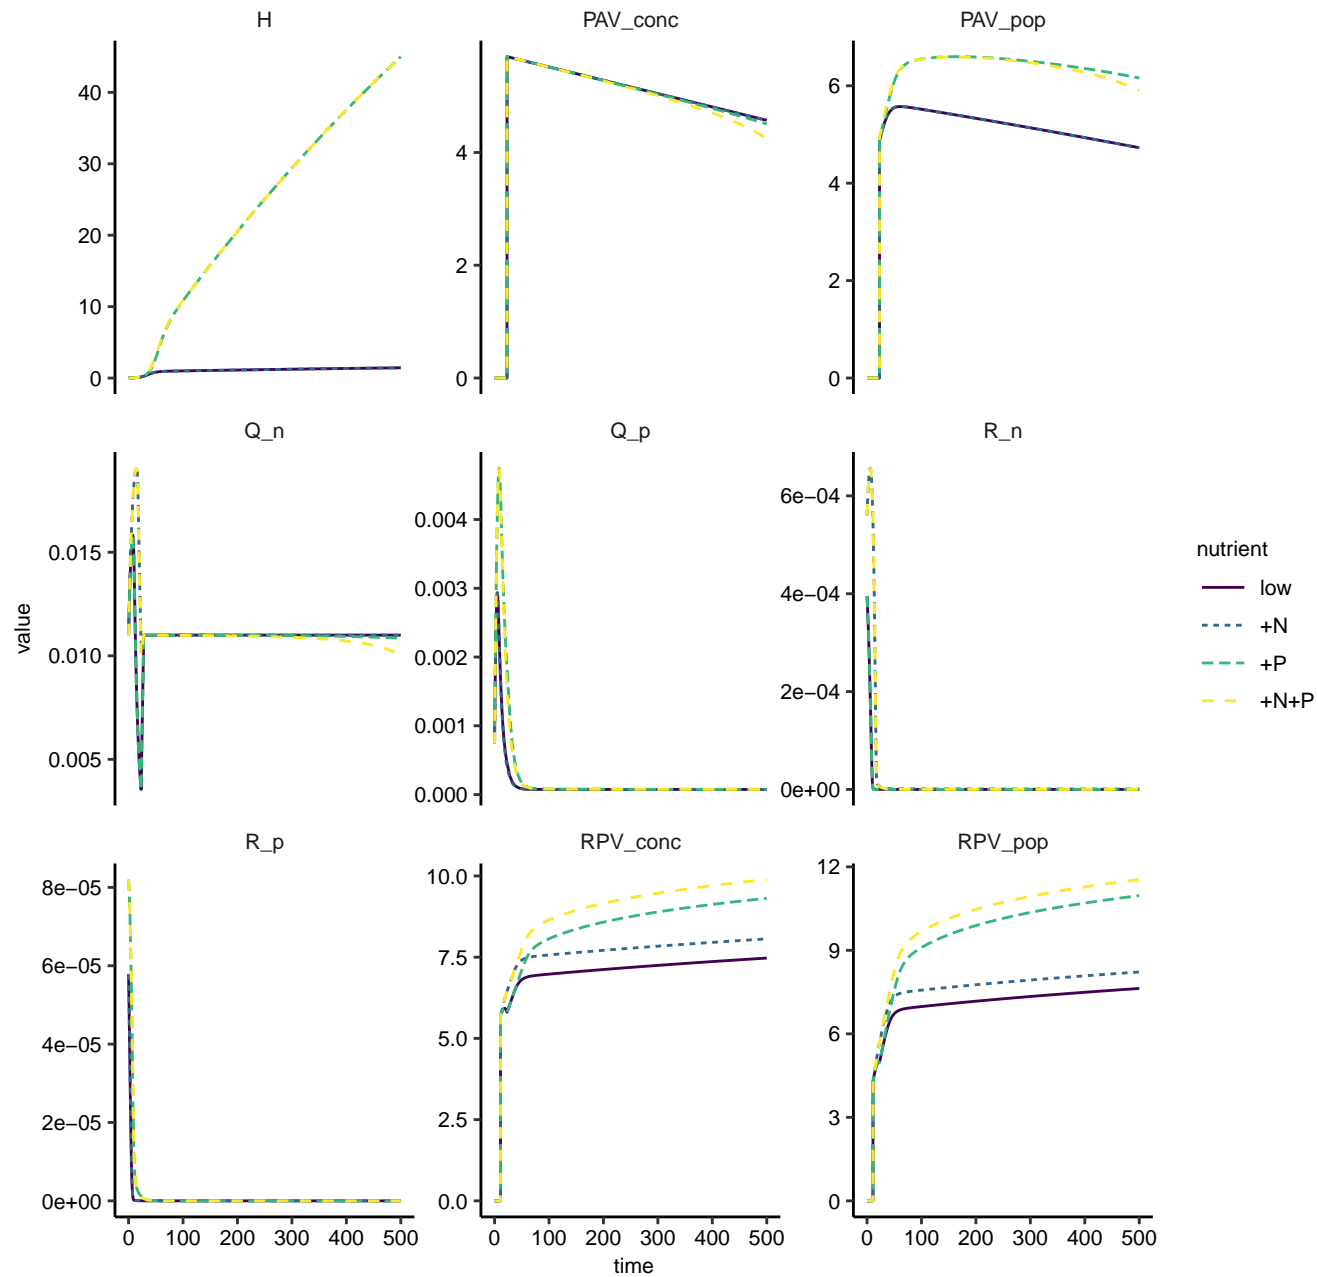 H PAV_conc PAV_pop
40
30
20
10
0
4
2
0
6
4
2
0
Q_n Q_p R_n
0.015
0.010
0.005
0.004
0.003
0.002
0.001
0.000
6e−04
4e−04
2e−04
0e+00
value
nutrient
low
+N
+P
+N+P
R_p RPV_conc RPV_pop
8e−05
6e−05
4e−05
2e−05
0e+00
10.0
7.5
5.0
2.5
0.0
12
9
6
3
0
0 100 200 300 400 500 0 100 200 300 400 500 0 100 200 300 400 500
time